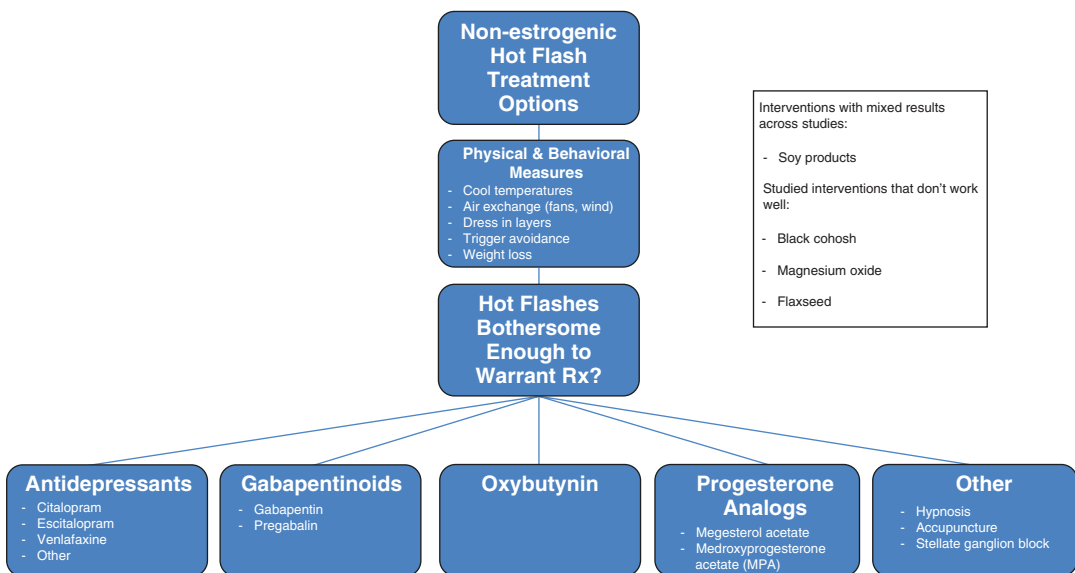 Non-estrogenic
Hot Flash
Treatment
Options
Physical & Behavioral
Measures
- Cool temperatures
- Air exchange (fans, wind)
- Dress in layers
- Trigger avoidance
- Weight loss
Interventions with mixed results
across studies:
- Soy products
Studied interventions that don't work
well:
- Black cohosh
- Magnesium oxide
- Flaxseed
Hot Flashes
Bothersome
Enough to
Warrant Rx?
Antidepressants
- Citalopram
- Escitalopram
- Venlafaxine
- Other
Gabapentinoids
- Gabapentin
- Pregabalin
Oxybutynin
Progesterone
Analogs
- Megesterol acetate
- Medroxyprogesterone
acetate (MPA)
Other
- Hypnosis
- Accupuncture
- Stellate ganglion block